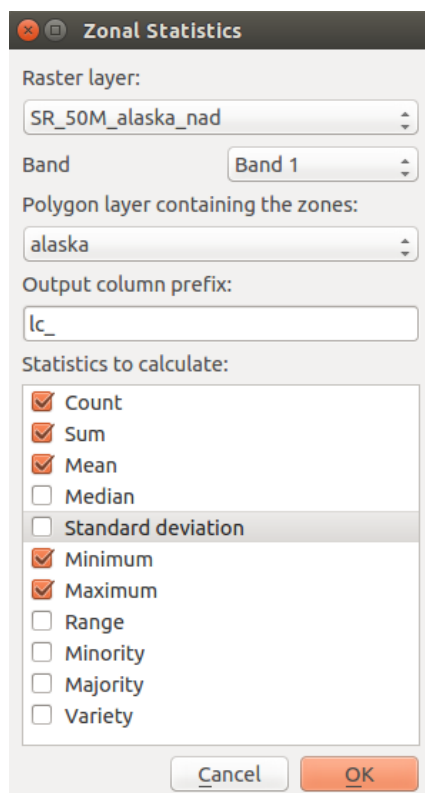 Zonal Statistics
Raster layer:
SR_50M_alaska_nad
Band Band 1
Polygon layer containing the zones:
alaska
Output column prefix:
lc_
Statistics to calculate:
Count
Sum
Mean
Median
Standard deviation
Minimum
Maximum
Range
Minority
Majority
Variety
Cancel OK